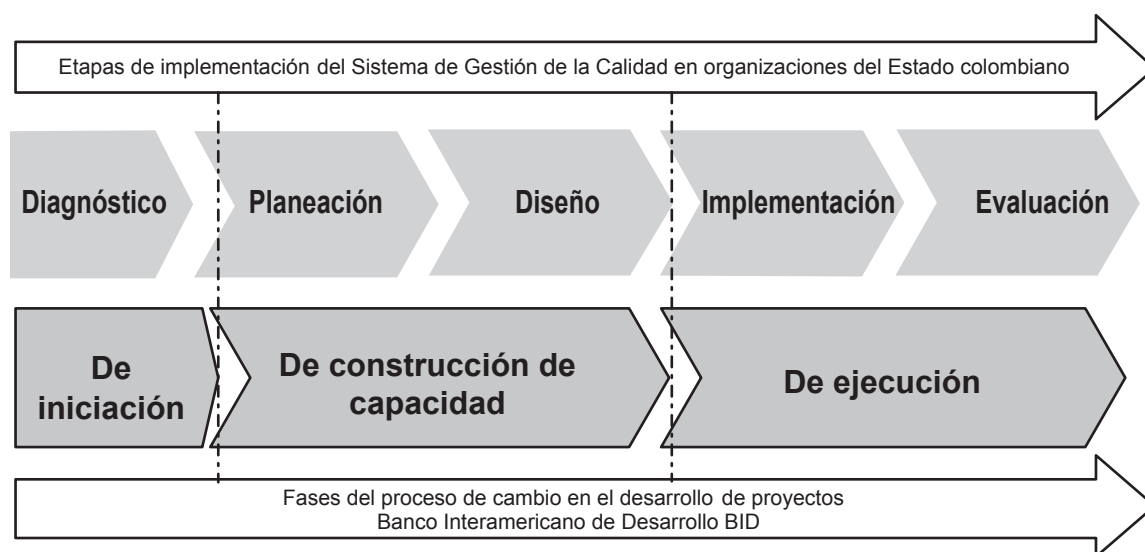 Etapas de implementación del Sistema de Gestión de la Calidad en organizaciones del Estado colombiano
Diagnóstico
Planeación
Diseño
Implementación
Evaluación
De
iniciación
De construcción de
capacidad
De ejecución
Fases del proceso de cambio en el desarrollo de proyectos
Banco Interamericano de Desarrollo BID